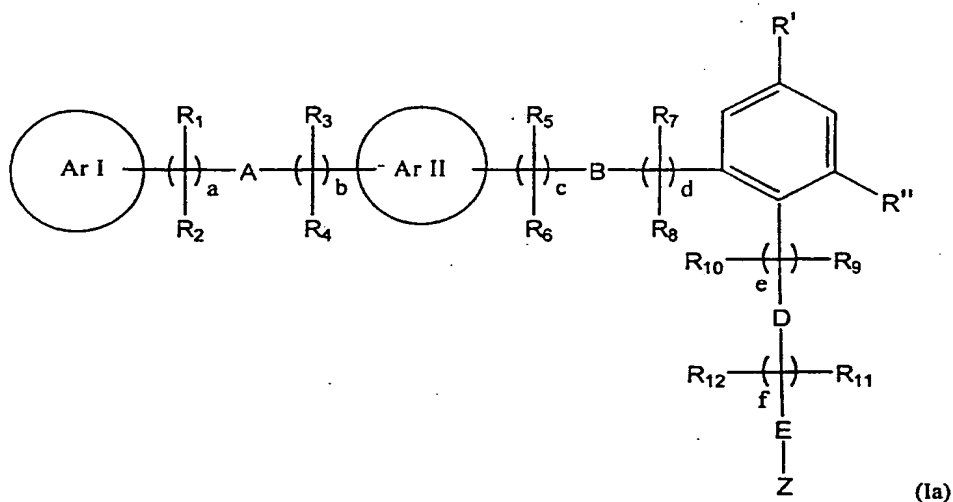 R'
R₁ R₃ R₅ R₇
Ar I ( ) a A ( ) b Ar II ( ) c B ( ) d
R''
R₂ R₄ R₆ R₈
R₁₀ ( ) e R₉
D
R₁₂ ( ) f R₁₁
E
Z
(Ia)